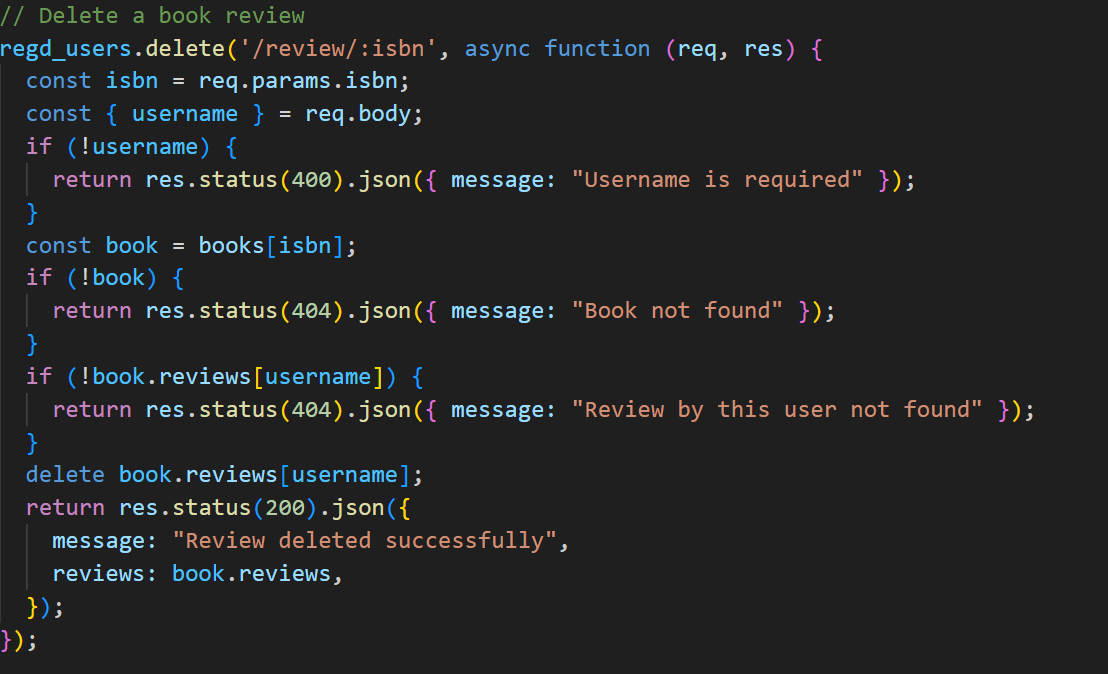 // Delete a book review
regd_users.delete('/review/:isbn', async function (req, res) {
  const isbn = req.params.isbn;
  const { username } = req.body;
  if (!username) {
    return res.status(400).json({ message: "Username is required" });
  }
  const book = books[isbn];
  if (!book) {
    return res.status(404).json({ message: "Book not found" });
  }
  if (!book.reviews[username]) {
    return res.status(404).json({ message: "Review by this user not found" });
  }
  delete book.reviews[username];
  return res.status(200).json({
    message: "Review deleted successfully",
    reviews: book.reviews,
  });
});